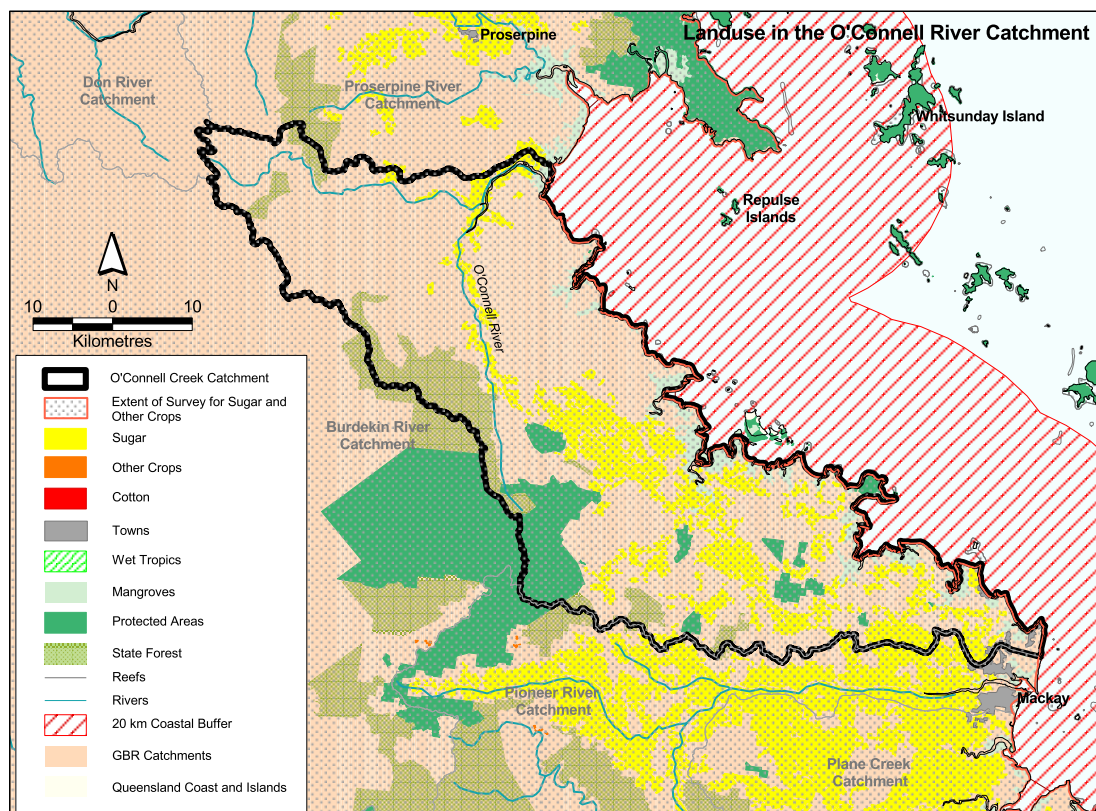 Landuse in the O'Connell River Catchment
Proserpine
Don River
Catchment
Proserpine River
Catchment
Whitsunday Island
Repulse
Islands
N
10 0 10
Kilometres
O'Connell River
O'Connell Creek Catchment
Extent of Survey for Sugar and
Other Crops
Sugar
Other Crops
Cotton
Towns
Wet Tropics
Mangroves
Protected Areas
State Forest
Reefs
Rivers
20 km Coastal Buffer
GBR Catchments
Queensland Coast and Islands
Burdekin River
Catchment
Pioneer River
Catchment
Mackay
Plane Creek
Catchment